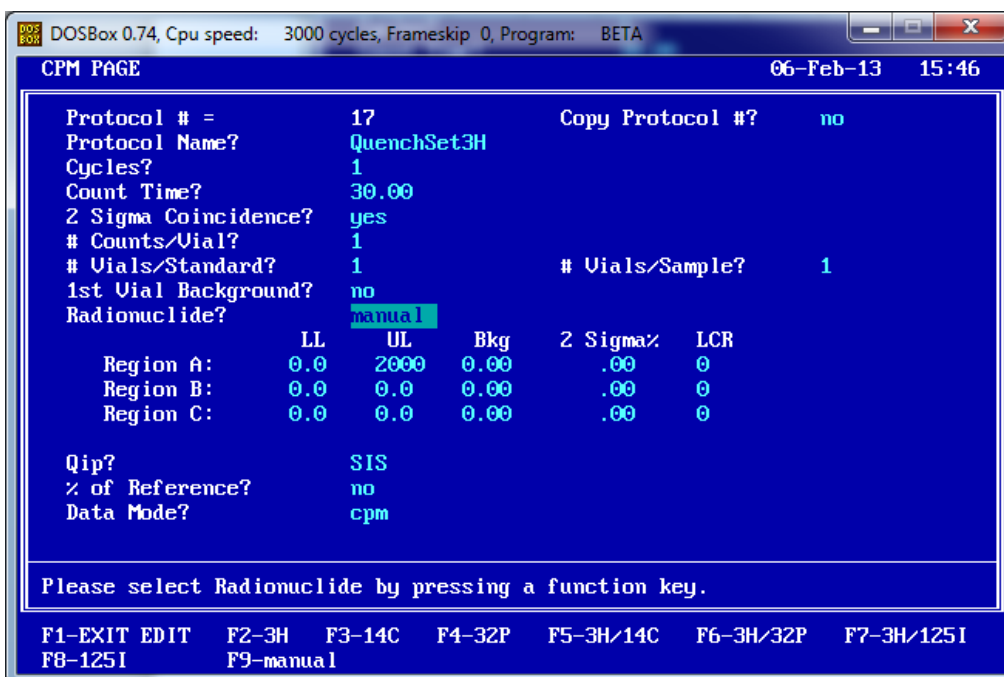 DOSBox 0.74, Cpu speed: 3000 cycles, Frameskip 0, Program: BETA
CPM PAGE 06-Feb-13 15:46
Protocol # = 17 Copy Protocol #? no
Protocol Name? QuenchSet3H
Cycles? 1
Count Time? 30.00
2 Sigma Coincidence? yes
# Counts/Vial? 1
# Vials/Standard? 1 # Vials/Sample? 1
1st Vial Background? no
Radionuclide? manual
LL UL Bkg 2 Sigma% LCR
Region A: 0.0 2000 0.00 .00 0
Region B: 0.0 0.0 0.00 .00 0
Region C: 0.0 0.0 0.00 .00 0
Qip? SIS
% of Reference? no
Data Mode? cpm
Please select Radionuclide by pressing a function key.
F1-EXIT EDIT F2-3H F3-14C F4-32P F5-3H/14C F6-3H/32P F7-3H/125I
F8-125I F9-manual